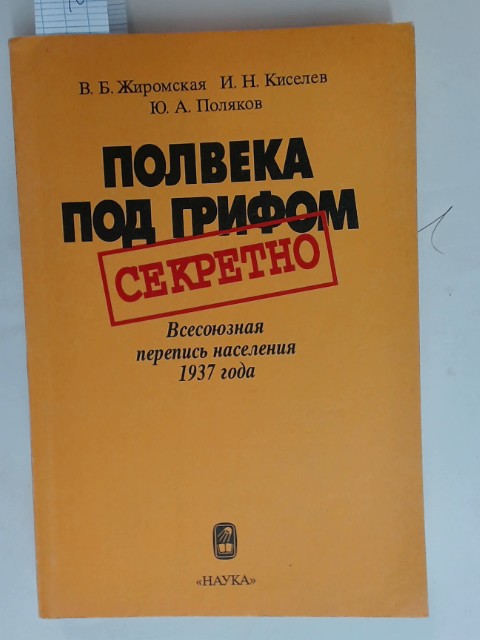 В. Б. Жиромская И. Н. Киселев
Ю. А. Поляков
ПОЛВЕКА
ПОД ГРИФОМ
СЕКРЕТНО
Всесоюзная
перепись населения
1937 года
«НАУКА»